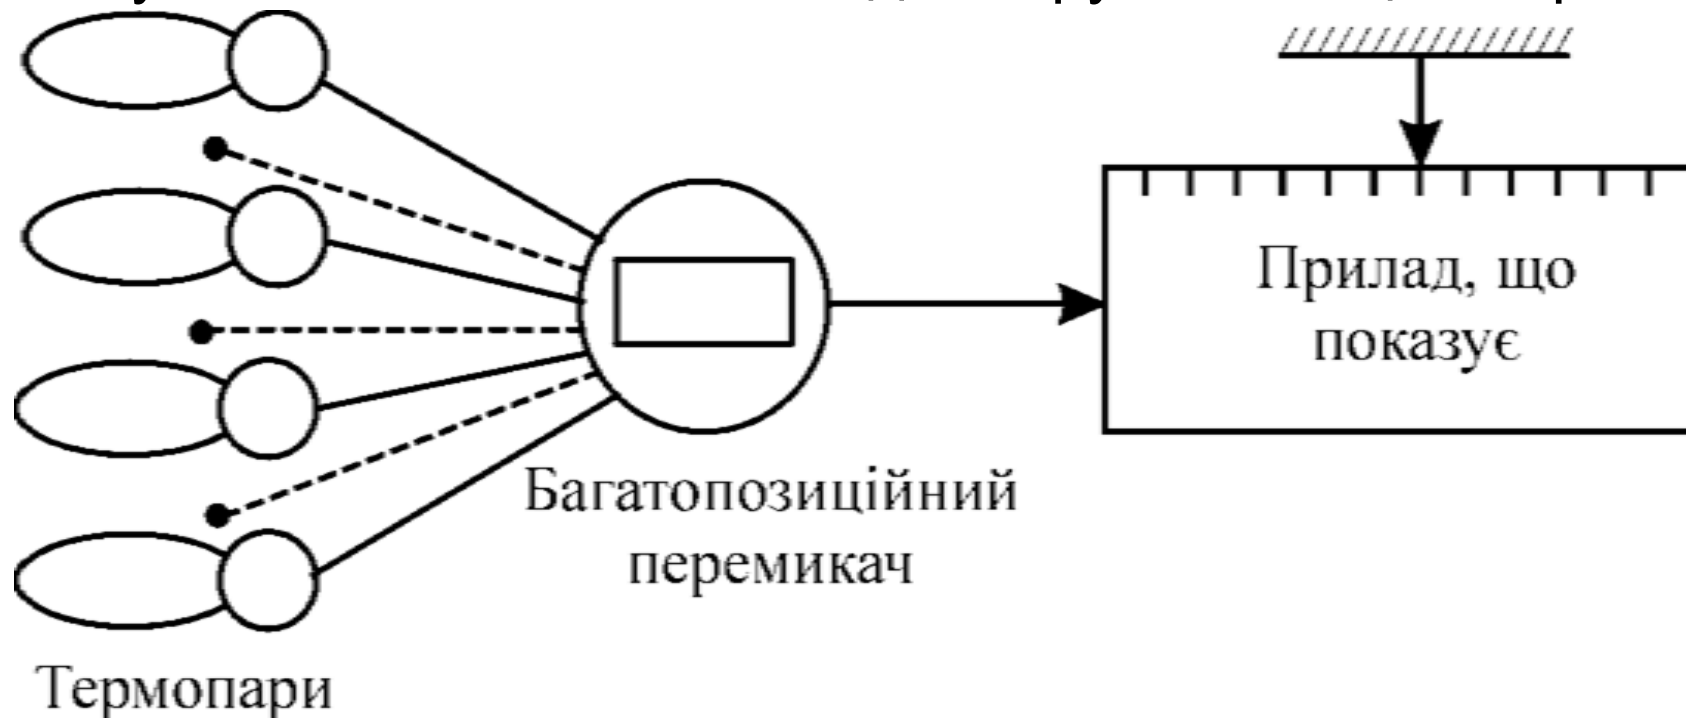 Прилад, що
показує
Багатопозиційний
перемикач
Термопари